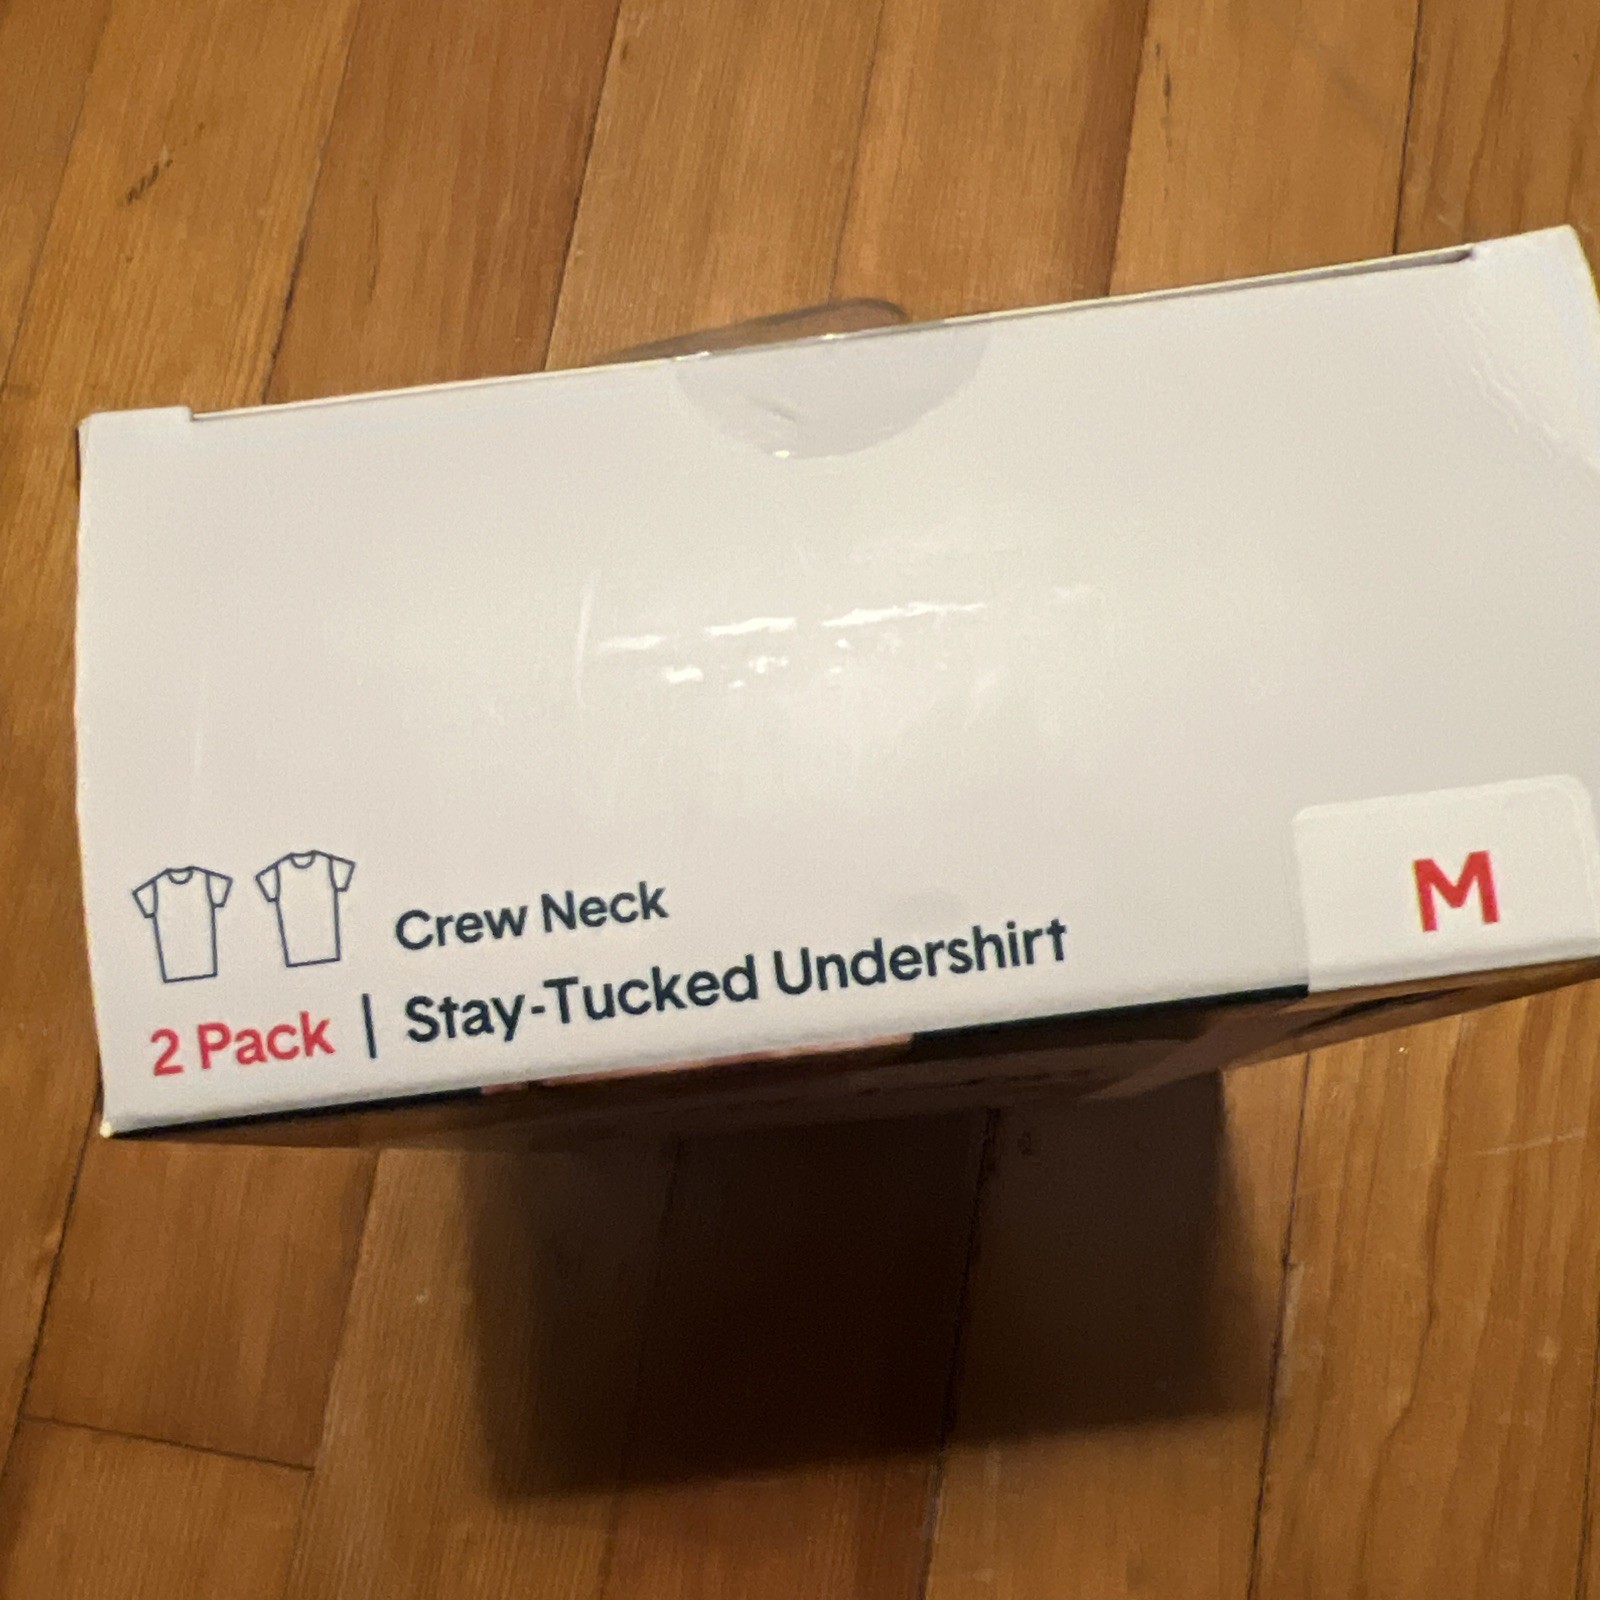 Crew Neck
2 Pack | Stay-Tucked Undershirt
M